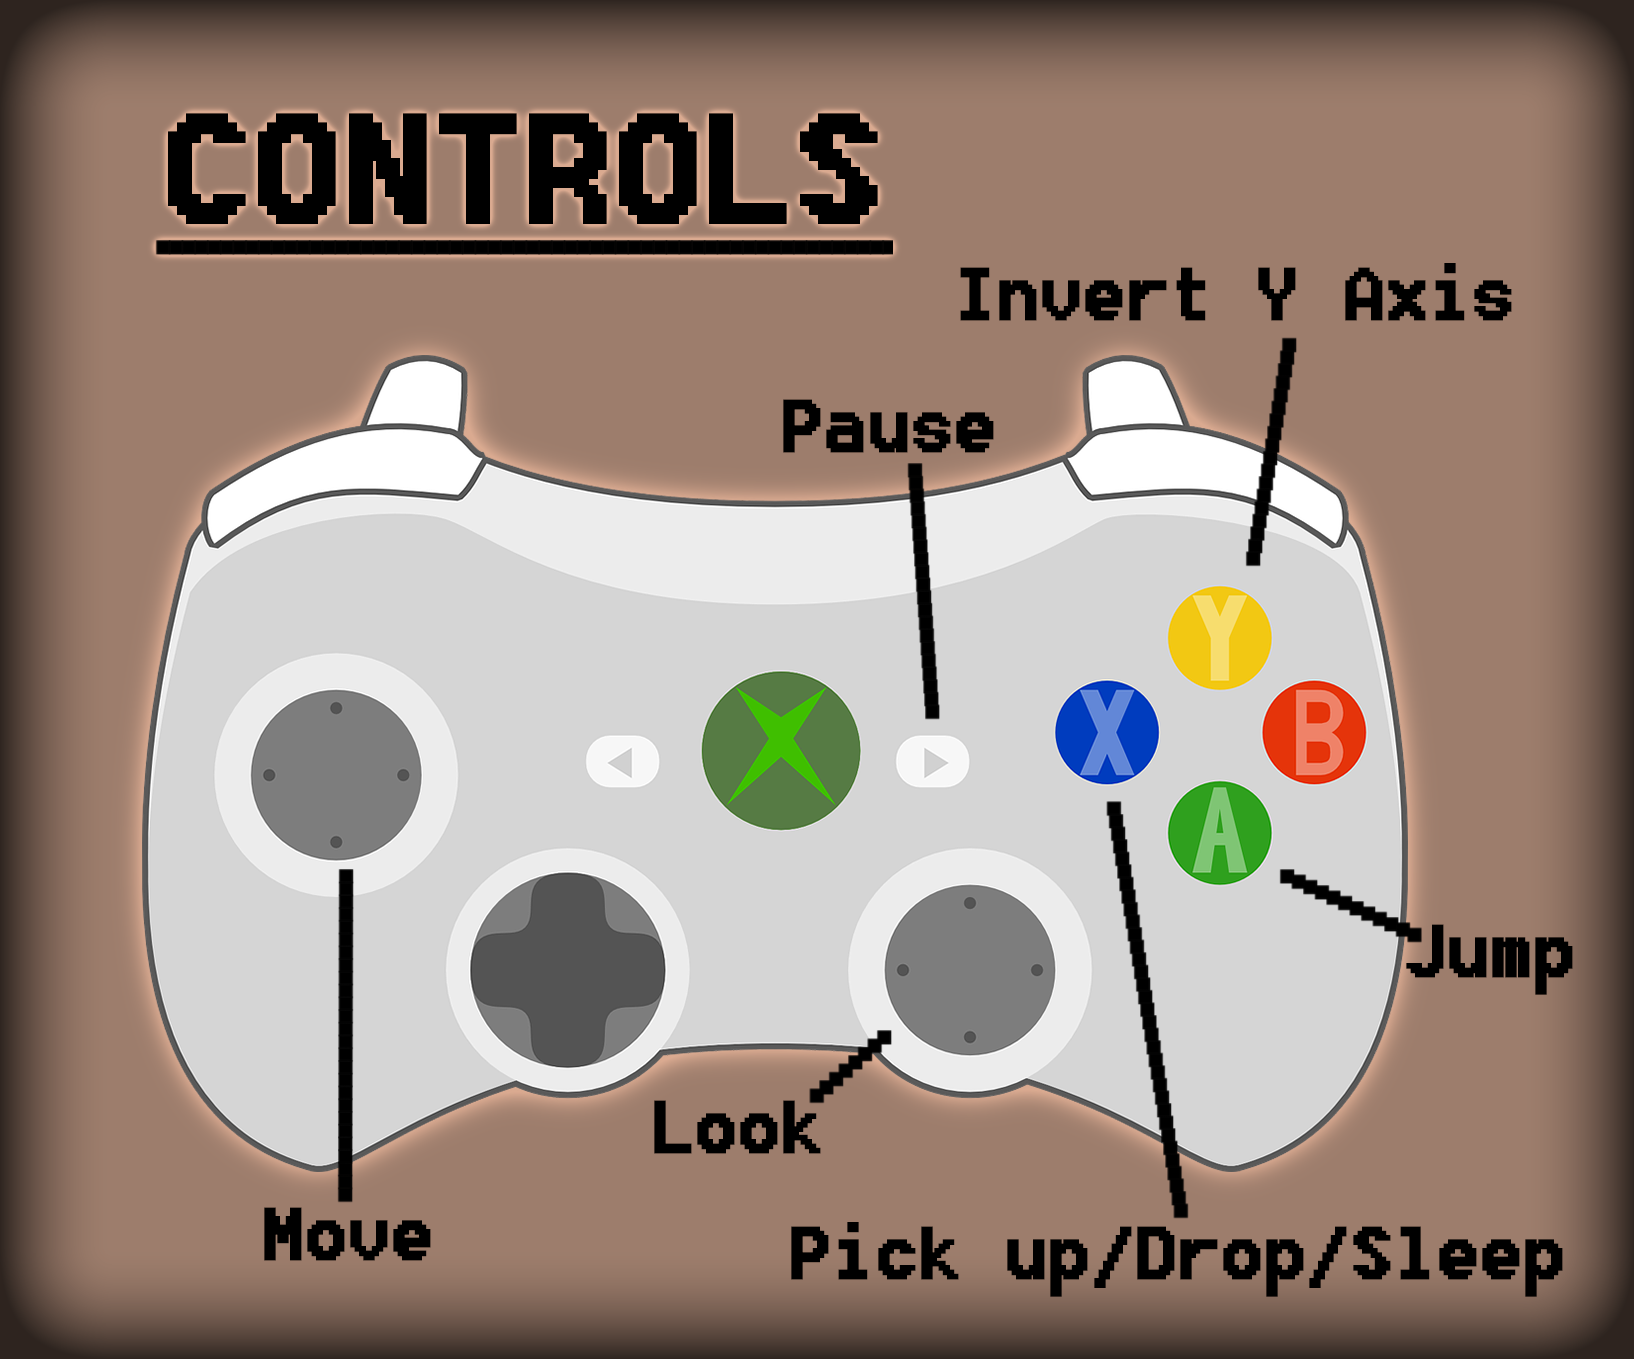 CONTROLS
Invert Y Axis
Pause
Y
X
B
A
Jump
Look
Move
Pick up/Drop/Sleep